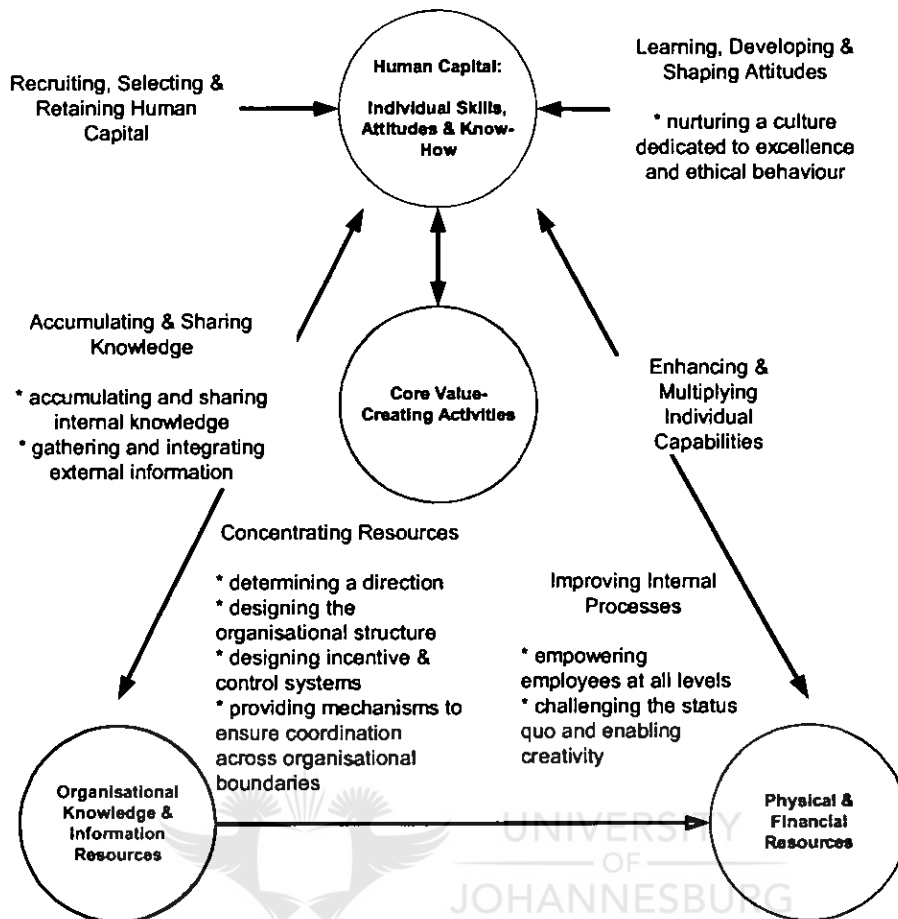 Recruiting, Selecting &
Retaining Human
Capital
Human Capital:
Individual Skills,
Attitudes & Know-
How
Learning, Developing &
Shaping Attitudes
* nurturing a culture
dedicated to excellence
and ethical behaviour
Accumulating & Sharing
Knowledge
* accumulating and sharing
internal knowledge
* gathering and integrating
external information
Core Value-
Creating Activities
Enhancing &
Multiplying
Individual
Capabilities
Concentrating Resources
* determining a direction
* designing the
organisational structure
* designing incentive &
control systems
* providing mechanisms to
ensure coordination
across organisational
boundaries
Improving Internal
Processes
* empowering
employees at all levels
* challenging the status
quo and enabling
creativity
Organisational
Knowledge &
Information
Resources
Physical &
Financial
Resources
UNIVERSITY
OF
JOHANNESBURG